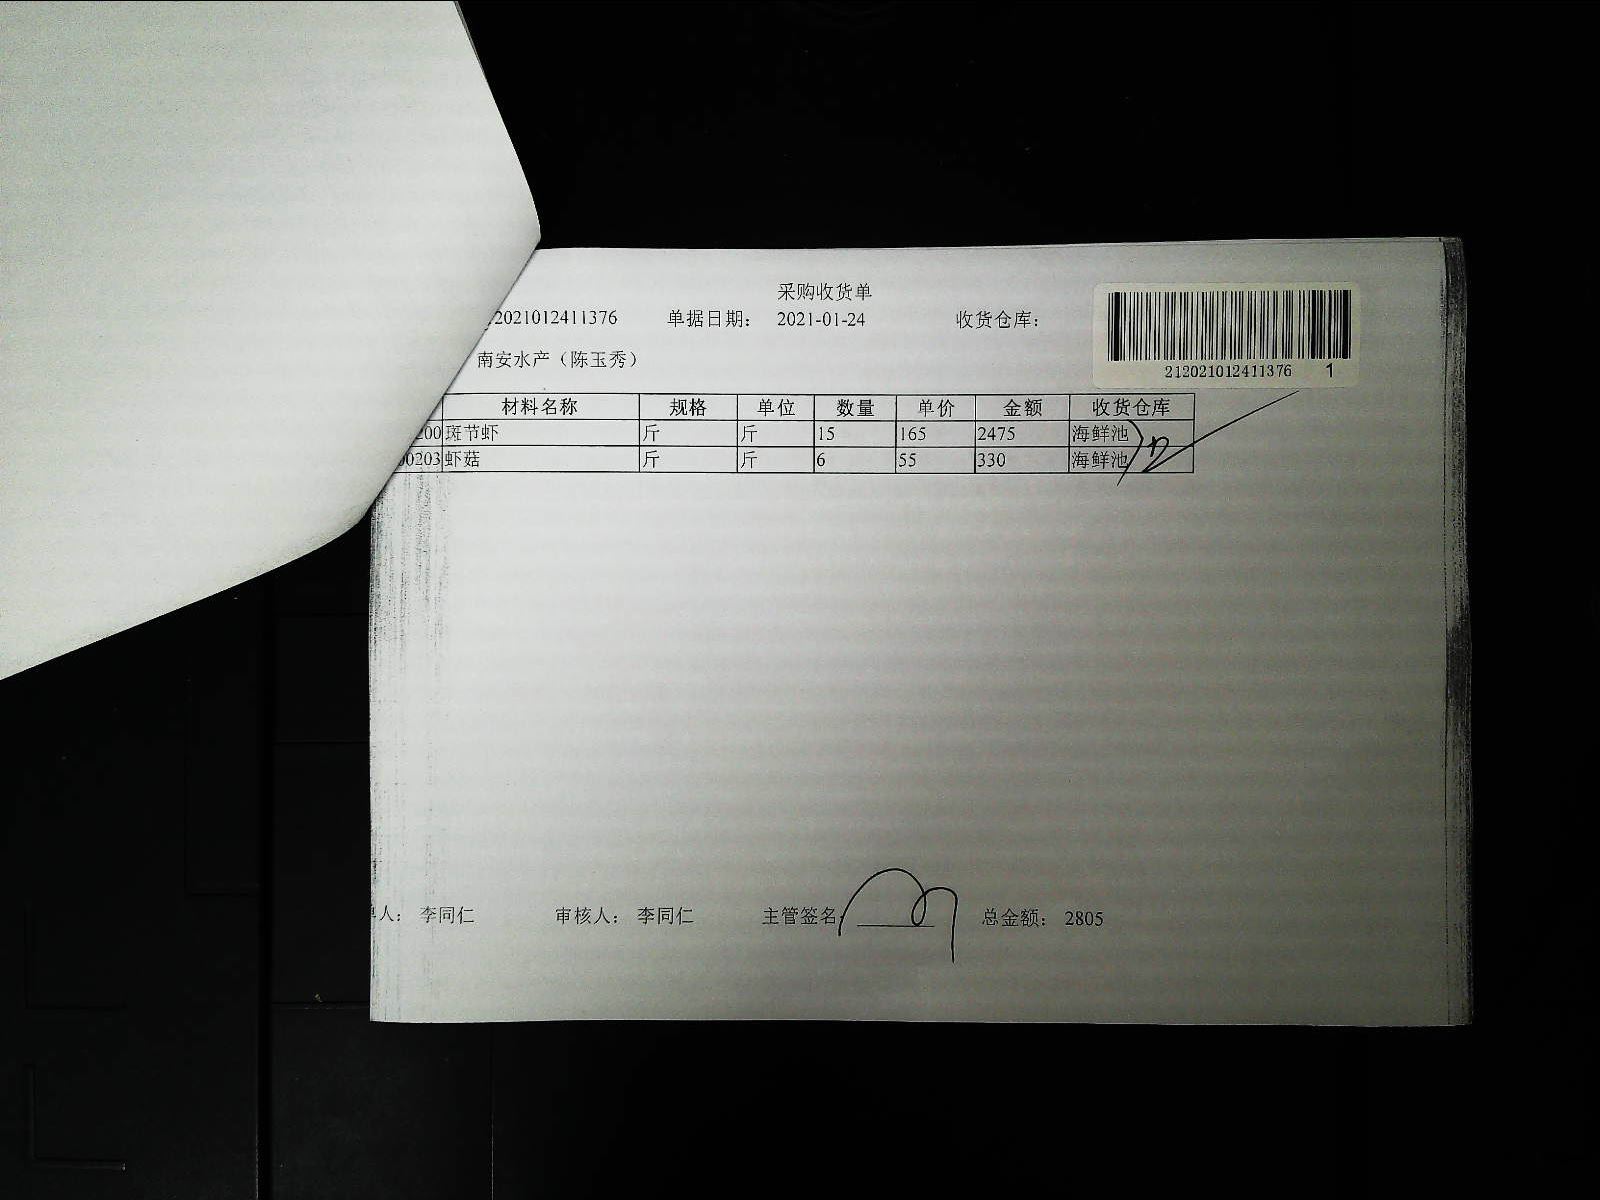 采购收货单
2021012411376 单据日期： 2021-01-24 收货仓库：
212021012411376 1
南安水产（陈玉秀）
材料名称 规格 单位 数量 单价 金额 收货仓库
200 斑节虾 斤 斤 15 165 2475 海鲜池
00203 虾菇 斤 斤 6 55 330 海鲜池
人： 李同仁 审核人： 李同仁 主管签名： 总金额： 2805